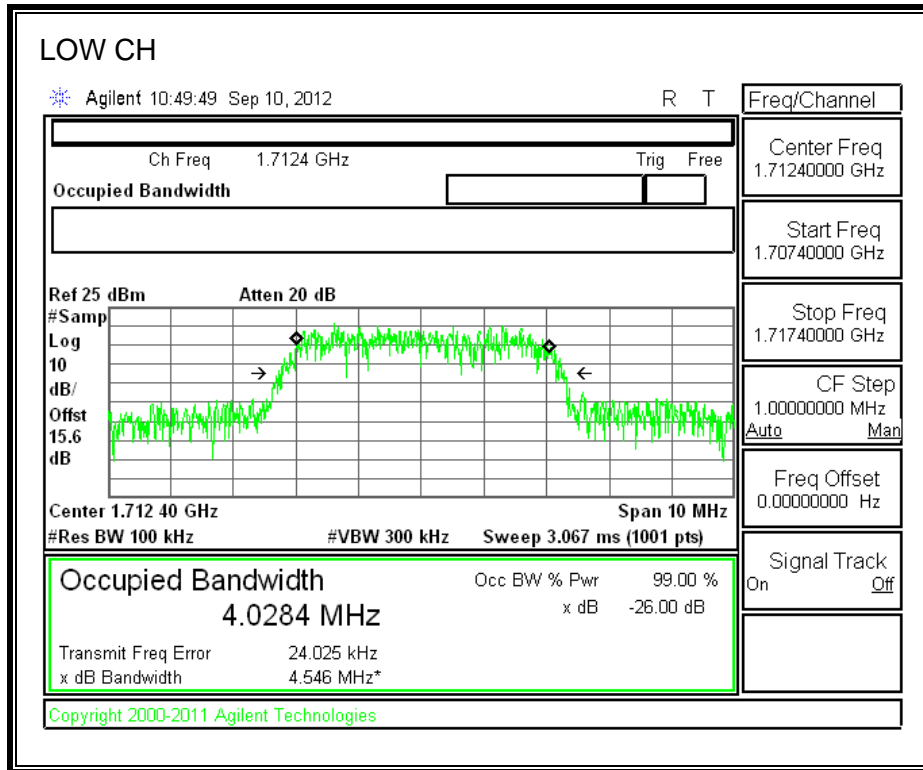 LOW CH
Agilent 10:49:49 Sep 10, 2012 R T
Freq/Channel
Ch Freq 1.7124 GHz Trig Free
Occupied Bandwidth
Center Freq
1.71240000 GHz
Start Freq
1.70740000 GHz
Stop Freq
1.71740000 GHz
CF Step
1.00000000 MHz
Auto Man
Freq Offset
0.00000000 Hz
Signal Track
On Off
Ref 25 dBm Atten 20 dB
#Samp
Log
10
dB/
Offst
15.6
dB
Center 1.712 40 GHz Span 10 MHz
#Res BW 100 kHz #VBW 300 kHz Sweep 3.067 ms (1001 pts)
Occupied Bandwidth
4.0284 MHz
Occ BW % Pwr 99.00 %
x dB -26.00 dB
Transmit Freq Error 24.025 kHz
x dB Bandwidth 4.546 MHz*
Copyright 2000-2011 Agilent Technologies